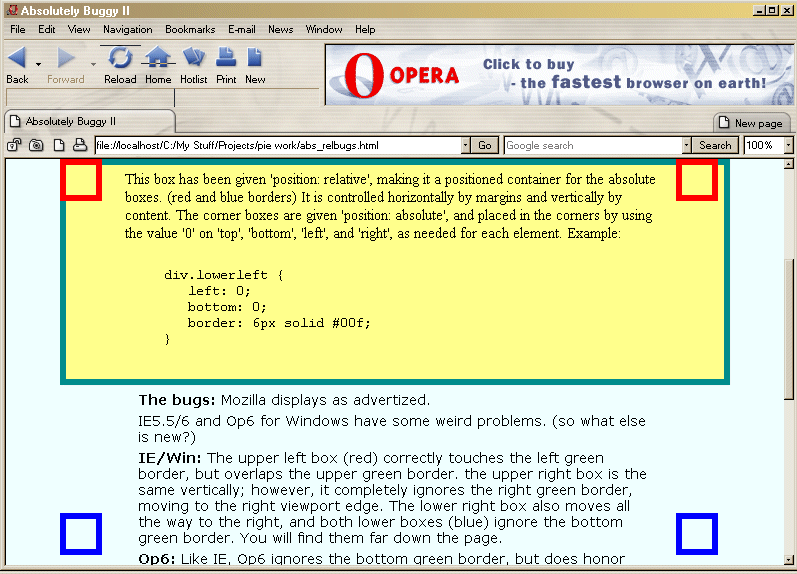 Absolutely Buggy II
File Edit View Navigation Bookmarks E-mail News Window Help
Back Forward Reload Home Hotlist Print New
OPERA
Click to buy
- the fastest browser on earth!
Absolutely Buggy II
New page
file://localhost/C:/My Stuff/Projects/pie work/abs_relbugs.html Go Google search Search 100%
This box has been given 'position: relative', making it a positioned container for the absolute
boxes. (red and blue borders) It is controlled horizontally by margins and vertically by
content. The corner boxes are given 'position: absolute', and placed in the corners by using
the value '0' on 'top', 'bottom', 'left', and 'right', as needed for each element. Example:
div.lowerleft {
left: 0;
bottom: 0;
border: 6px solid #00f;
}
The bugs: Mozilla displays as advertized.
IE5.5/6 and Op6 for Windows have some weird problems. (so what else
is new?)
IE/Win: The upper left box (red) correctly touches the left green
border, but overlaps the upper green border. the upper right box is the
same vertically; however, it completely ignores the right green border,
moving to the right viewport edge. The lower right box also moves all
the way to the right, and both lower boxes (blue) ignore the bottom
green border. You will find them far down the page.
Op6: Like IE, Op6 ignores the bottom green border, but does honor